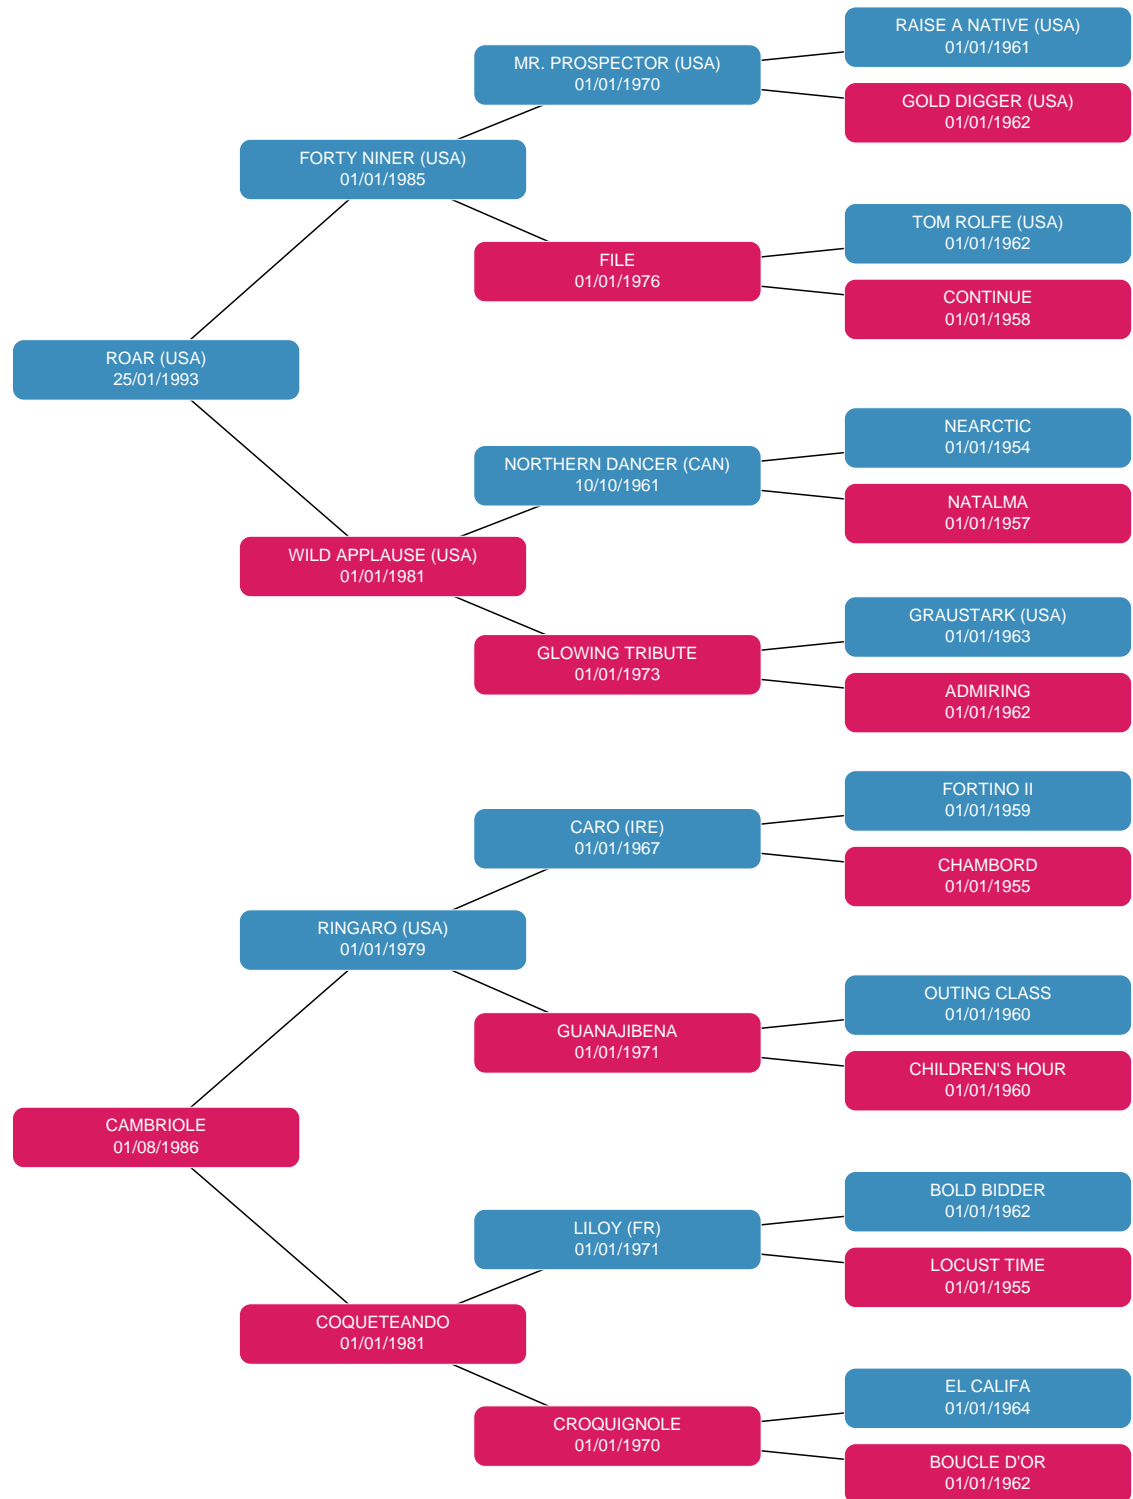 RAISE A NATIVE (USA)
01/01/1961
MR. PROSPECTOR (USA)
01/01/1970
GOLD DIGGER (USA)
01/01/1962
FORTY NINER (USA)
01/01/1985
TOM ROLFE (USA)
01/01/1962
FILE
01/01/1976
CONTINUE
01/01/1958
ROAR (USA)
25/01/1993
NEARCTIC
01/01/1954
NORTHERN DANCER (CAN)
10/10/1961
NATALMA
01/01/1957
WILD APPLAUSE (USA)
01/01/1981
GRAUSTARK (USA)
01/01/1963
GLOWING TRIBUTE
01/01/1973
ADMIRING
01/01/1962
FORTINO II
01/01/1959
CARO (IRE)
01/01/1967
CHAMBORD
01/01/1955
RINGARO (USA)
01/01/1979
OUTING CLASS
01/01/1960
GUANAJIBENA
01/01/1971
CHILDREN'S HOUR
01/01/1960
CAMBRIOLE
01/08/1986
BOLD BIDDER
01/01/1962
LILOY (FR)
01/01/1971
LOCUST TIME
01/01/1955
COQUETEANDO
01/01/1981
EL CALIFA
01/01/1964
CROQUIGNOLE
01/01/1970
BOUCLE D'OR
01/01/1962